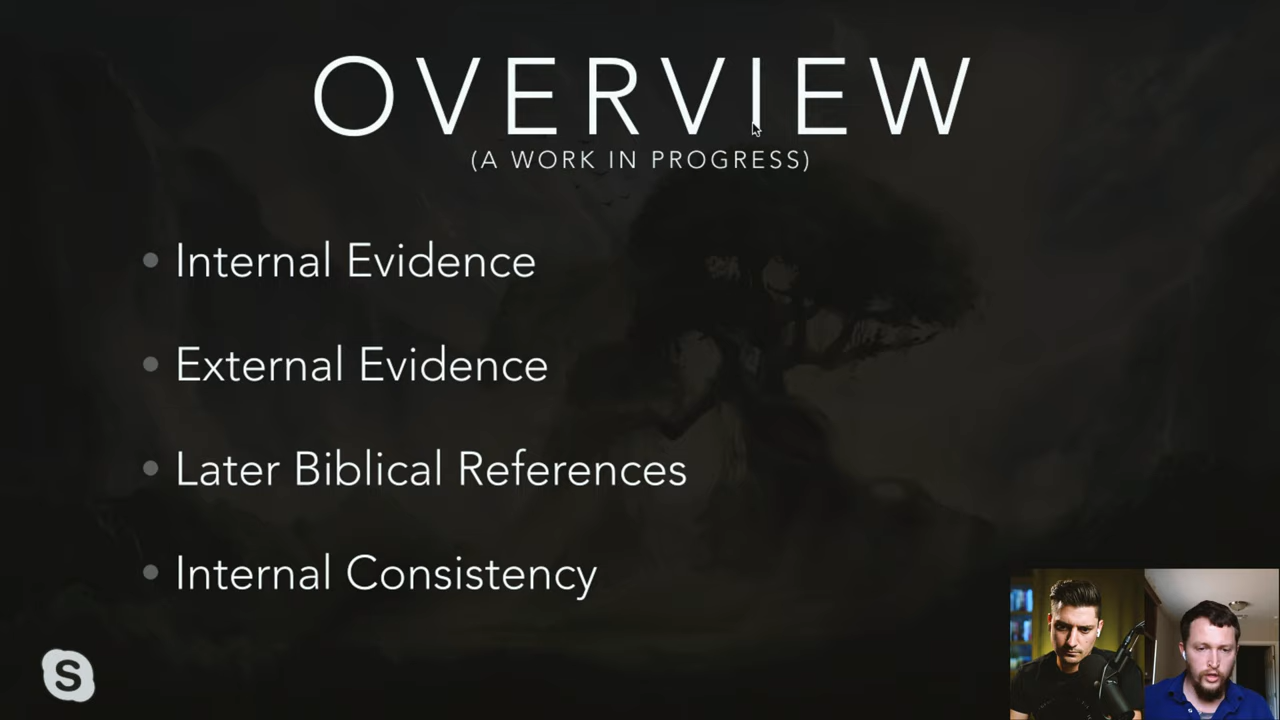 OVERVIEW
(A WORK IN PROGRESS)
• Internal Evidence
• External Evidence
• Later Biblical References
• Internal Consistency
S